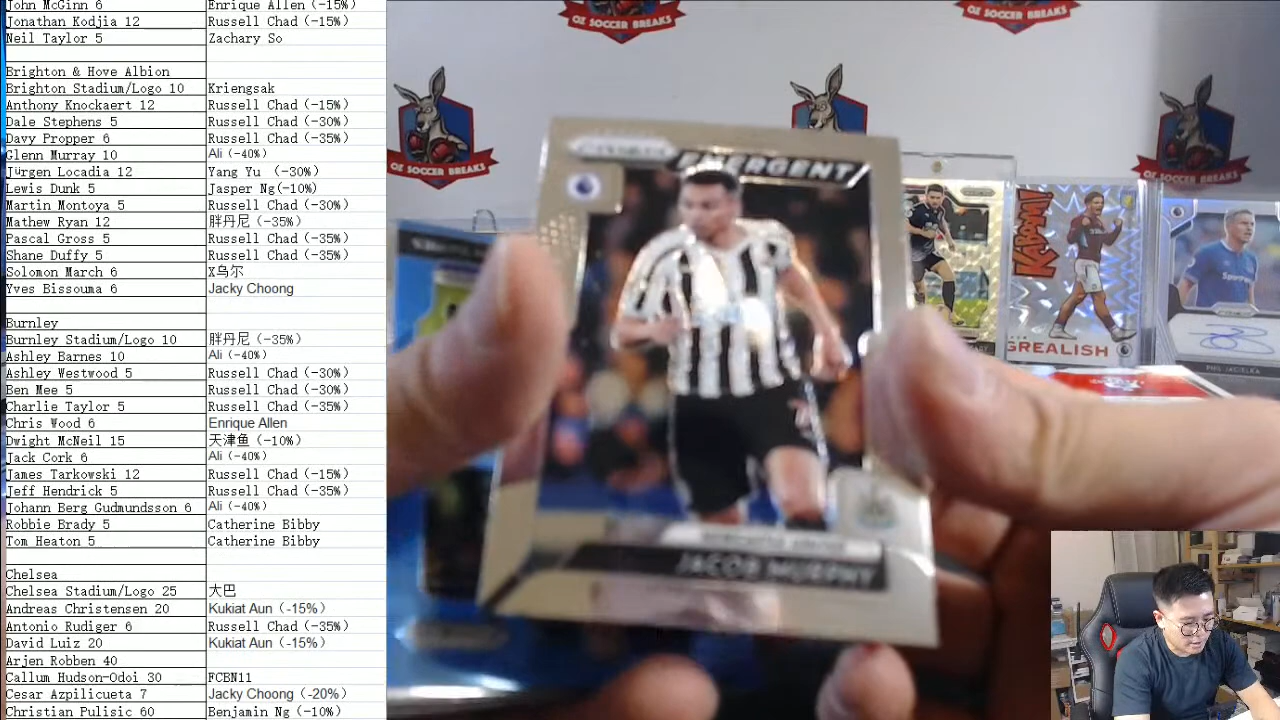 John McGinn 6 Enrique Allen (-15%)
Jonathan Kodjia 12 Russell Chad (-15%)
Neil Taylor 5 Zachary So
Brighton & Hove Albion
Brighton Stadium/Logo 10 Kriengsak
Anthony Knockaert 12 Russell Chad (-15%)
Dale Stephens 5 Russell Chad (-30%)
Davy Propper 6 Russell Chad (-35%)
Glenn Murray 10 Ali (-40%)
Jürgen Locadia 12 Yang Yu (-30%)
Lewis Dunk 5 Jasper Ng(-10%)
Martin Montoya 5 Russell Chad (-30%)
Mathew Ryan 12 胖丹尼 (-35%)
Pascal Gross 5 Russell Chad (-35%)
Shane Duffy 5 Russell Chad (-35%)
Solomon March 6 X乌尔
Yves Bissouma 6 Jacky Choong
Burnley
Burnley Stadium/Logo 10 胖丹尼 (-35%)
Ashley Barnes 10 Ali (-40%)
Ashley Westwood 5 Russell Chad (-30%)
Ben Mee 5 Russell Chad (-30%)
Charlie Taylor 5 Russell Chad (-35%)
Chris Wood 6 Enrique Allen
Dwight McNeil 15 天津鱼 (-10%)
Jack Cork 6 Ali (-40%)
James Tarkowski 12 Russell Chad (-15%)
Jeff Hendrick 5 Russell Chad (-35%)
Johann Berg Gudmundsson 6 Ali (-40%)
Robbie Brady 5 Catherine Bibby
Tom Heaton 5 Catherine Bibby
Chelsea
Chelsea Stadium/Logo 25 大巴
Andreas Christensen 20 Kukiat Aun (-15%)
Antonio Rudiger 6 Russell Chad (-35%)
David Luiz 20 Kukiat Aun (-15%)
Arjen Robben 40
Callum Hudson-Odoi 30 FCBN11
Cesar Azpilicueta 7 Jacky Choong (-20%)
Christian Pulisic 60 Benjamin Ng (-10%)
OZ SOCCER BREAKS
OZ SOCCER BREAKS
OZ SOCCER BREAKS
OZ SOCCER BREAKS
EMERGENT
JACOB MURPHY
KABOOM!
GREALISH
PHIL JAGIELKA